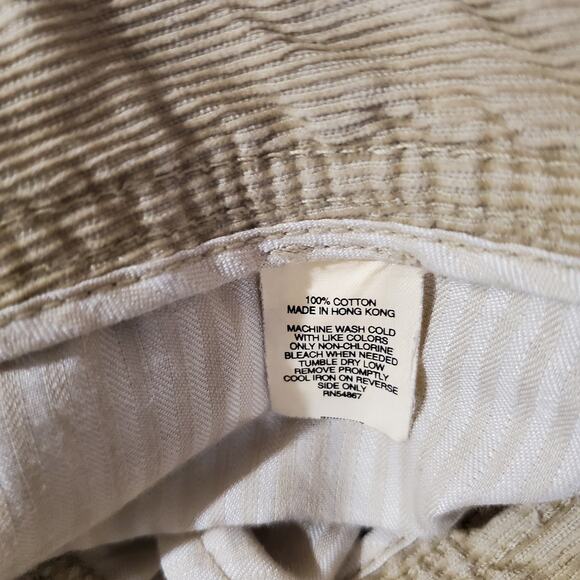 100% COTTON
MADE IN HONG KONG
MACHINE WASH COLD
WITH LIKE COLORS
ONLY NON-CHLORINE
BLEACH WHEN NEEDED
TUMBLE DRY LOW
REMOVE PROMPTLY
COOL IRON ON REVERSE
SIDE ONLY
RN54867